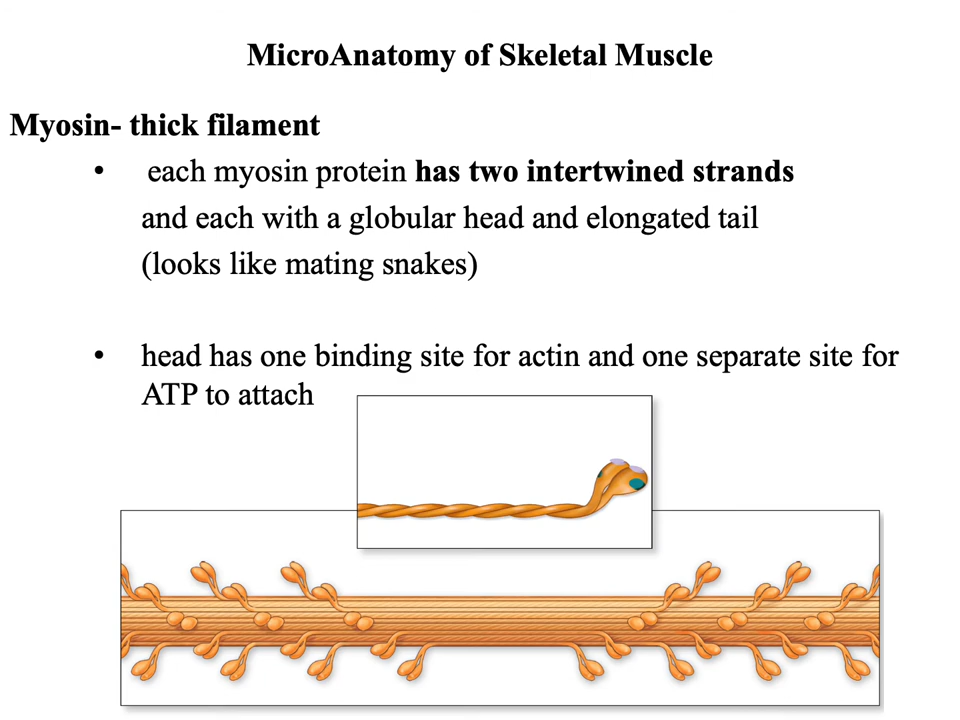 MicroAnatomy of Skeletal Muscle
Myosin- thick filament
• each myosin protein has two intertwined strands
and each with a globular head and elongated tail
(looks like mating snakes)
• head has one binding site for actin and one separate site for
ATP to attach